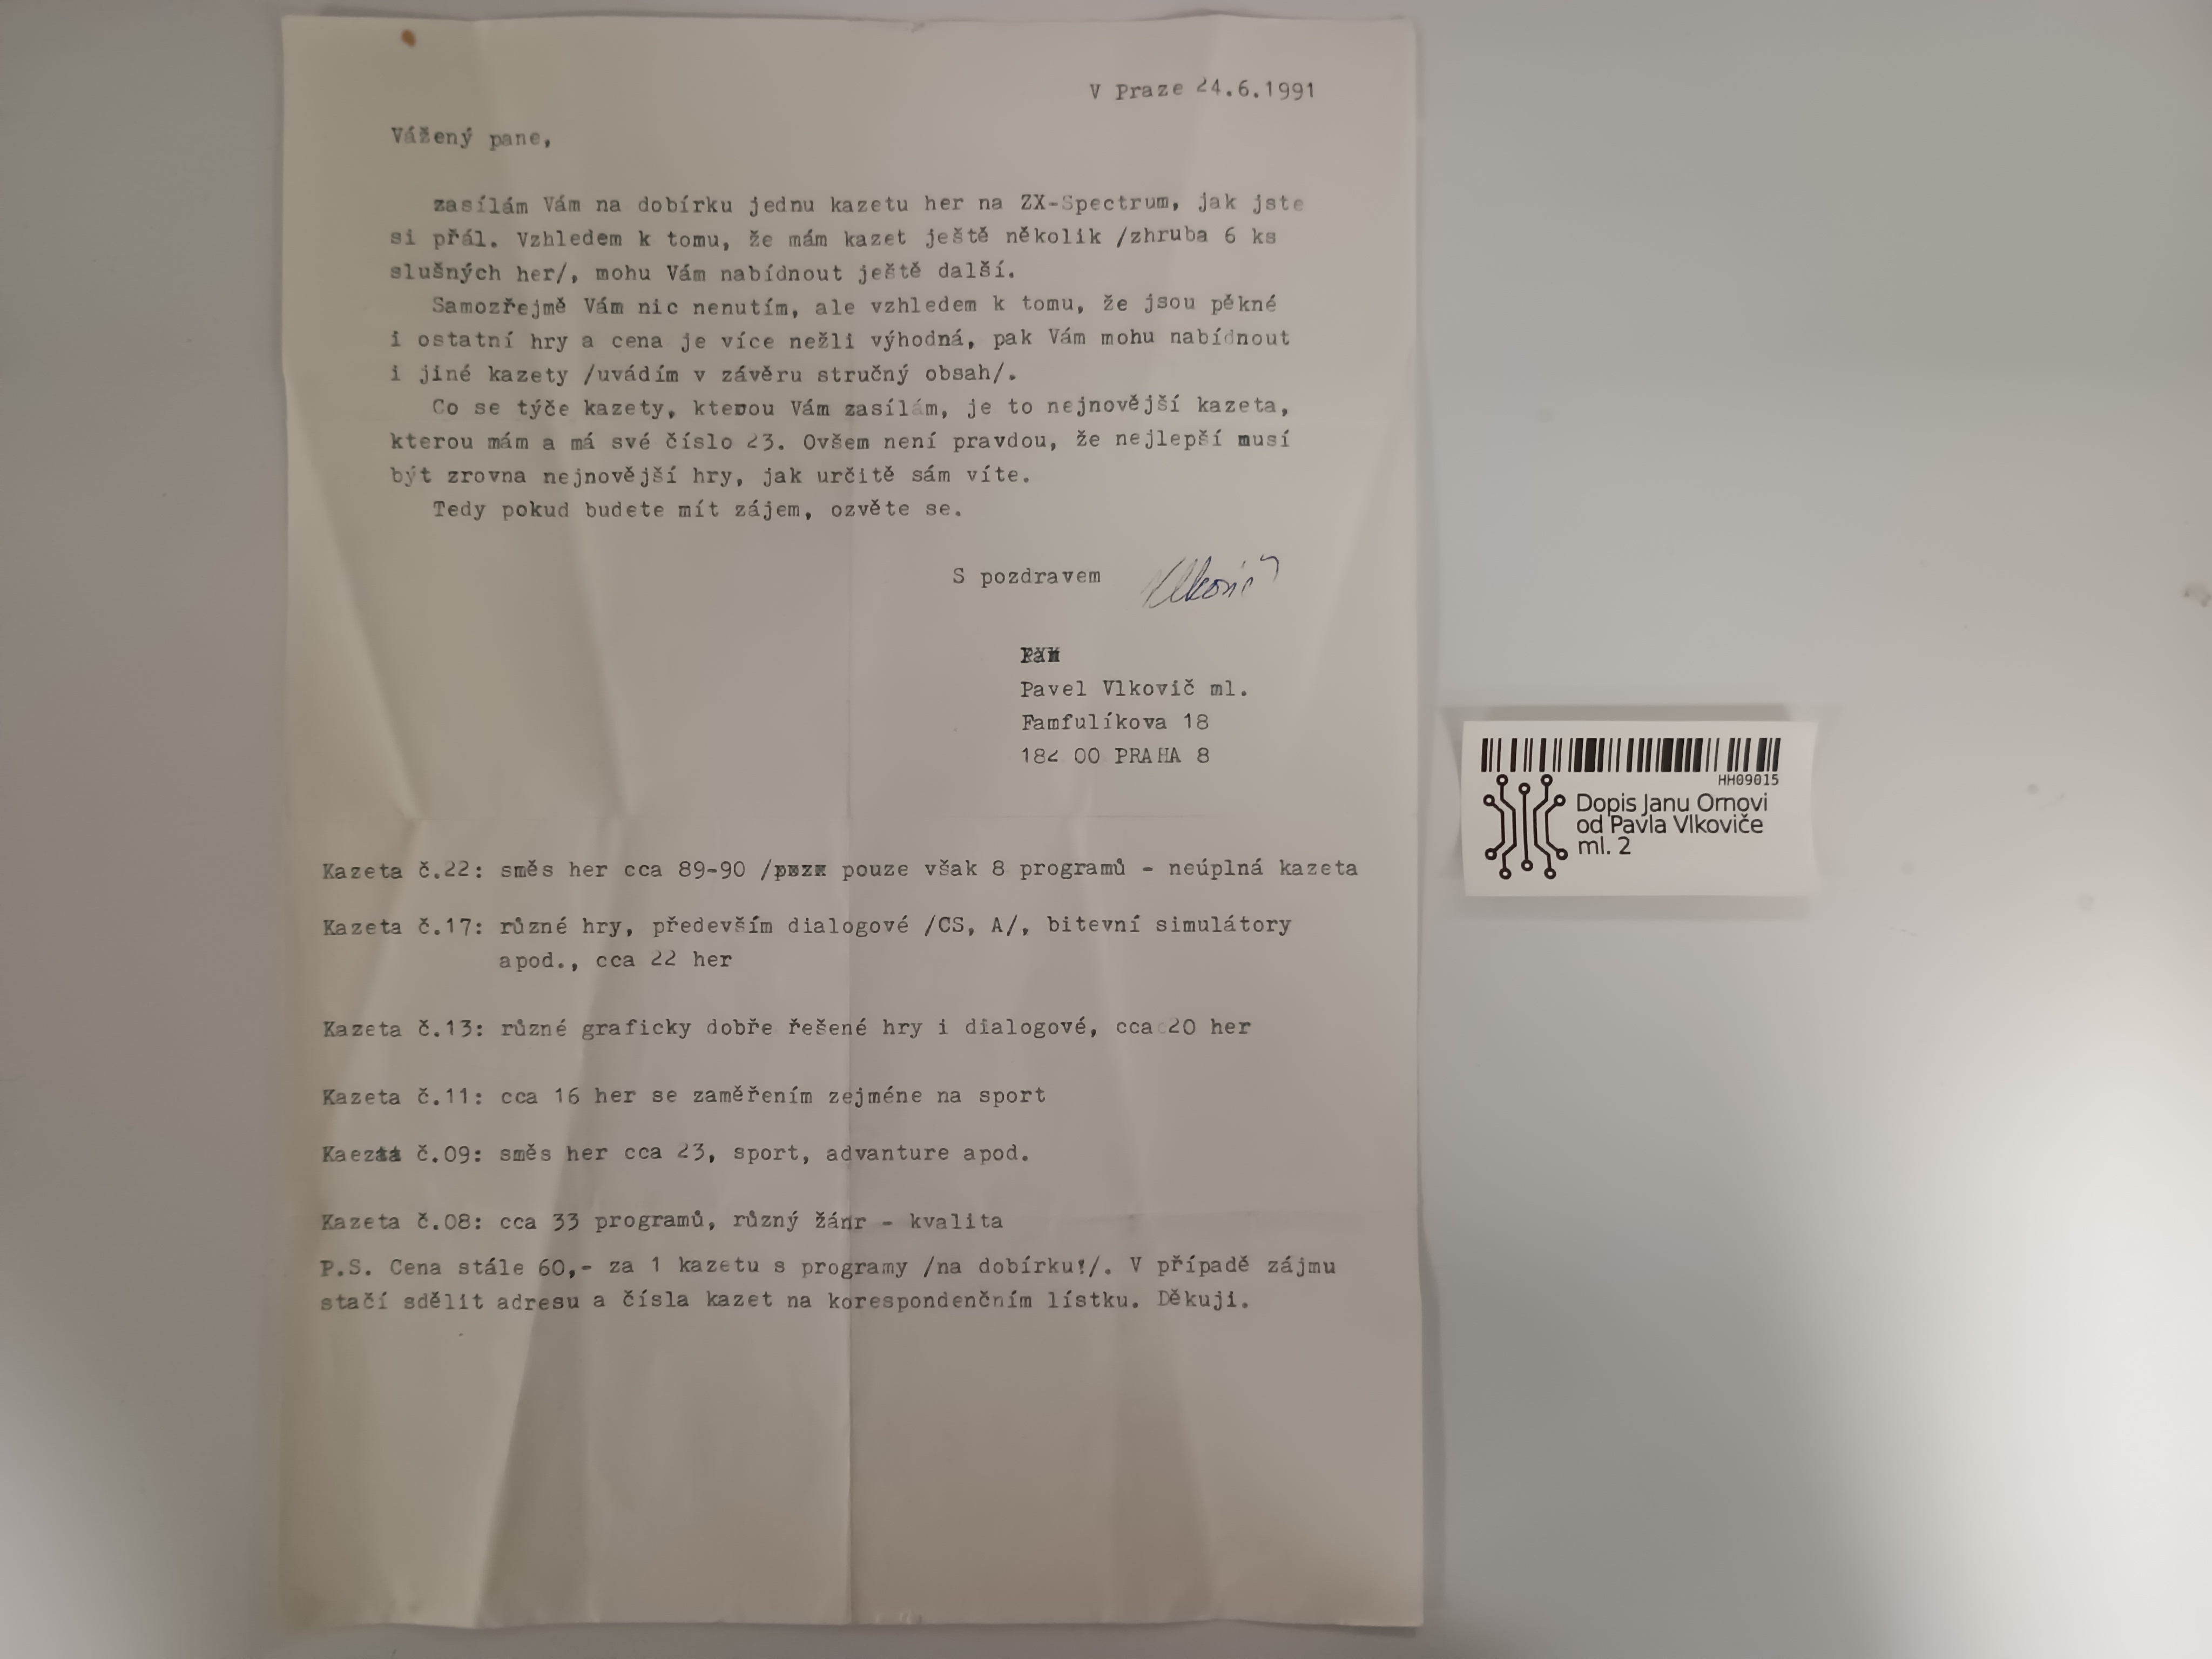 V Praze 24.6.1991
Vážený pane,
zasílám Vám na dobírku jednu kazetu her na ZX-Spectrum, jak jste
si přál. Vzhledem k tomu, že mám kazet ještě několik /zhruba 6 ks
slušných her/, mohu Vám nabídnout ještě další.
Samozřejmě Vám nic nenutím, ale vzhledem k tomu, že jsou pěkné
i ostatní hry a cena je více nežli výhodná, pak Vám mohu nabídnout
i jiné kazety /uvádím v závěru stručný obsah/.
Co se týče kazety, kterou Vám zasílám, je to nejnovější kazeta,
kterou mám a má své číslo 23. Ovšem není pravdou, že nejlepší musí
být zrovna nejnovější hry, jak určitě sám víte.
Tedy pokud budete mít zájem, ozvěte se.
S pozdravem Vlkovič
Pavel Vlkovič ml.
Famfulíkova 18
182 00 PRAHA 8
Kazeta č.22: směs her cca 89-90 / pouze však 8 programů - neúplná kazeta
Kazeta č.17: různé hry, především dialogové /CS, A/, bitevní simulátory
apod., cca 22 her
Kazeta č.13: různé graficky dobře řešené hry i dialogové, cca 20 her
Kazeta č.11: cca 16 her se zaměřením zejméne na sport
Kaezta č.09: směs her cca 23, sport, advanture apod.
Kazeta č.08: cca 33 programů, různý žánr - kvalita
P.S. Cena stále 60,- za 1 kazetu s programy /na dobírku!/. V případě zájmu
stačí sdělit adresu a čísla kazet na korespondenčním lístku. Děkuji.
HH09015
Dopis Janu Ornovi
od Pavla Vlkoviče
ml. 2